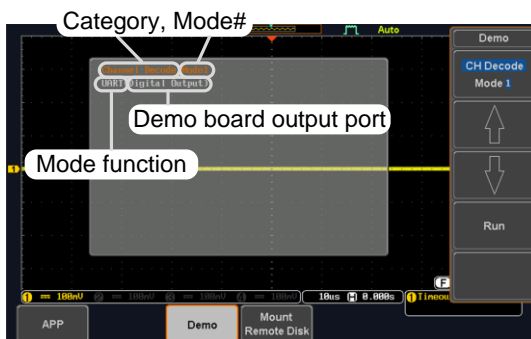 Category, Mode#
Auto
Demo
Channel Decode Mode1
UART Digital Output)
CH Decode
Mode 1
Demo board output port
Mode function
1
Run
F
1 100mV 2 100mV 3 100mV 4 100mV 10us H 0.000s 1 Timeou
APP
Demo
Mount
Remote Disk